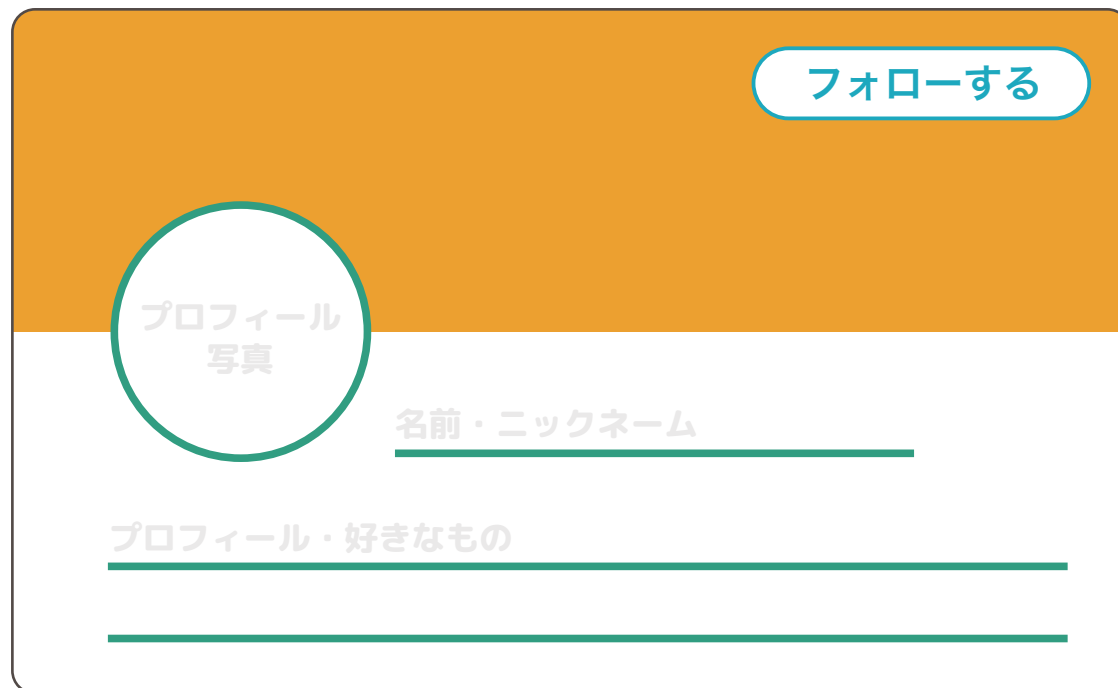 フォローする
プロフィール
写真
名前・ニックネーム
プロフィール・好きなもの